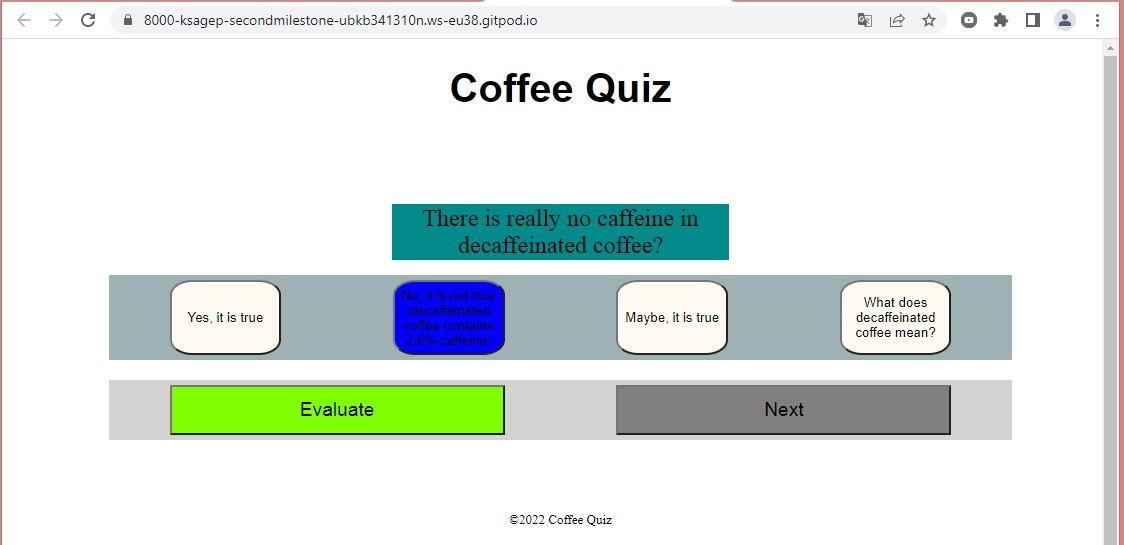 8000-ksagep-secondmilestone-ubkb341310n.ws-eu38.gitpod.io
Coffee Quiz
There is really no caffeine in
decaffeinated coffee?
Yes, it is true
No, it is not true
(decaffeinated
coffee contains
2-6% caffeine)
Maybe, it is true
What does
decaffeinated
coffee mean?
Evaluate
Next
©2022 Coffee Quiz